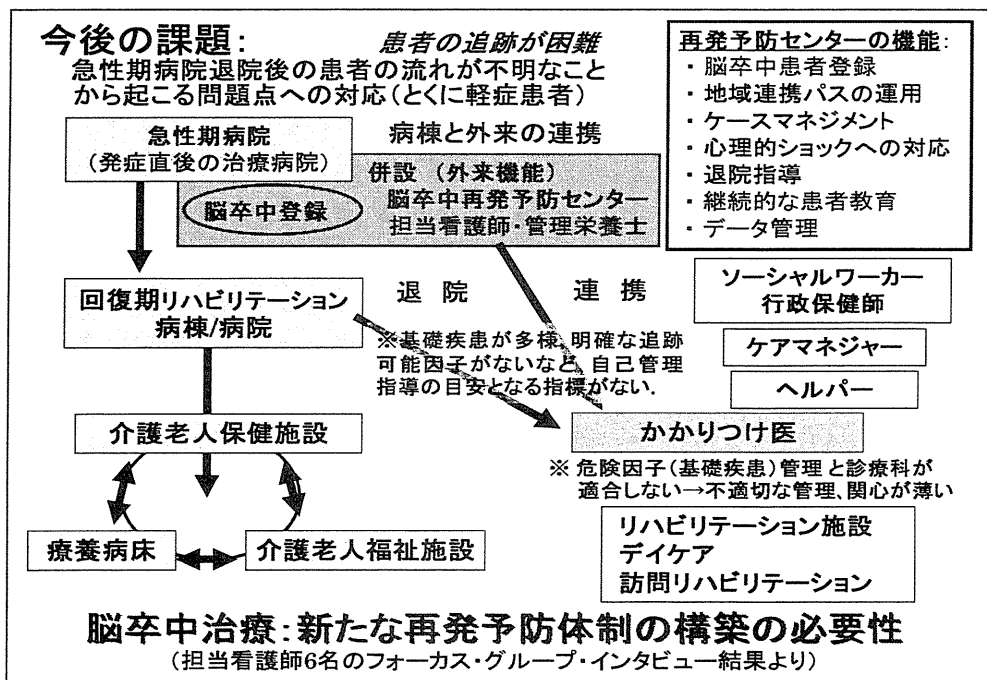 今後の課題: 患者の追跡が困難
急性期病院退院後の患者の流れが不明なこと
から起こる問題点への対応(とくに軽症患者)
再発予防センターの機能:
・ 脳卒中患者登録
・ 地域連携パスの運用
・ ケースマネジメント
・ 心理的ショックへの対応
・ 退院指導
・ 継続的な患者教育
・ データ管理
急性期病院
(発症直後の治療病院)
病棟と外来の連携
併設 (外来機能)
脳卒中登録
脳卒中再発予防センター
担当看護師・管理栄養士
回復期リハビリテーション
病棟/病院
退 院 連 携
※基礎疾患が多様,明確な追跡
可能因子がないなど,自己管理
指導の目安となる指標がない.
ソーシャルワーカー
行政保健師
ケアマネジャー
ヘルパー
かかりつけ医
※ 危険因子(基礎疾患)管理と診療科が
適合しない→不適切な管理、関心が薄い
介護老人保健施設
療養病床
介護老人福祉施設
リハビリテーション施設
デイケア
訪問リハビリテーション
脳卒中治療:新たな再発予防体制の構築の必要性
(担当看護師6名のフォーカス・グループ・インタビュー結果より)